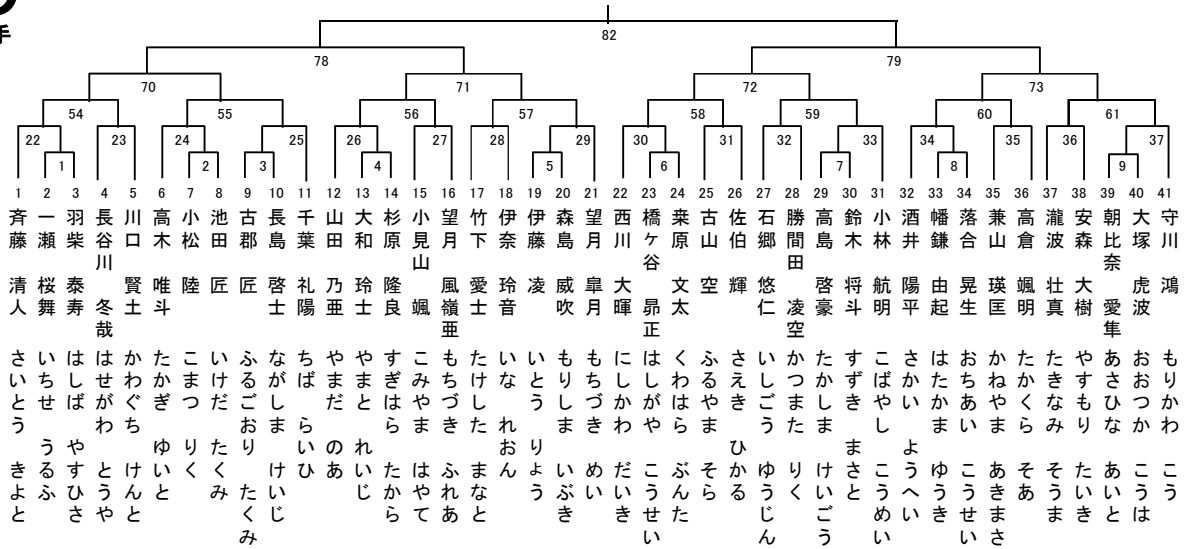 手
82
78 79
70 71 72 73
54 55 56 57 58 59 60 61
22 23 24 25 26 27 28 29 30 31 32 33 34 35 36 37
1 2 3 4 5 6 7 8 9
1 斉藤 清人 さいとう きよと
2 一瀬 桜舞 いちせ うるふ
3 羽柴 泰寿 はしば やすひさ
4 長谷川 冬哉 はせがわ とうや
5 川口 賢土 かわぐち けんと
6 高木 唯斗 たかぎ ゆいと
7 小松 陸 こまつ りく
8 池田 匠 いけだ たくみ
9 古郡 匠 ふるごおり たくみ
10 長島 啓士 ながしま けいじ
11 千葉 礼陽 ちば らいひ
12 山田 乃亜 やまだ のあ
13 大和 玲士 やまと れいじ
14 杉原 隆良 すぎはら たから
15 小見山 颯 こみやま はやて
16 望月 風嶺亜 もちづき ふれあ
17 竹下 愛士 たけした まなと
18 伊奈 玲音 いな れおん
19 伊藤 凌 いとう りょう
20 森島 威吹 もりしま いぶき
21 望月 皐月 もちづき めい
22 西川 大暉 にしかわ だいき
23 橋ケ谷 昴正 はしがや こうせい
24 桒原 文太 くわはら ぶんた
25 古山 空 ふるやま そら
26 佐伯 輝 さえき ひかる
27 石郷 悠仁 いしごう ゆうじん
28 勝間田 凌空 かつまた りく
29 高島 啓豪 たかしま けいごう
30 鈴木 将斗 すずき まさと
31 小林 航明 こばやし こうめい
32 酒井 陽平 さかい ようへい
33 幡鎌 由起 はたかま ゆうき
34 落合 晃生 おちあい こうせい
35 兼山 瑛匡 かねやま あきまさ
36 高倉 颯明 たかくら そあ
37 瀧波 壮真 たきなみ そうま
38 安森 大樹 やすもり たいき
39 朝比奈 愛隼 あさひな あいと
40 大塚 虎波 おおつか こうは
41 守川 鴻 もりかわ こう